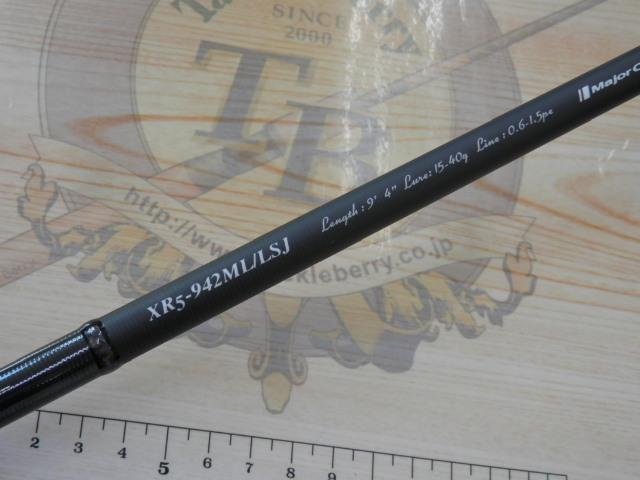 SINCE
2000
TB
http://www. ckleberry.co.jp
XR5-942ML/LSJ Length : 9' 4" Lure : 15-40g Line : 0.6-1.5pe Major C
2 3 4 5 6 7 8 9